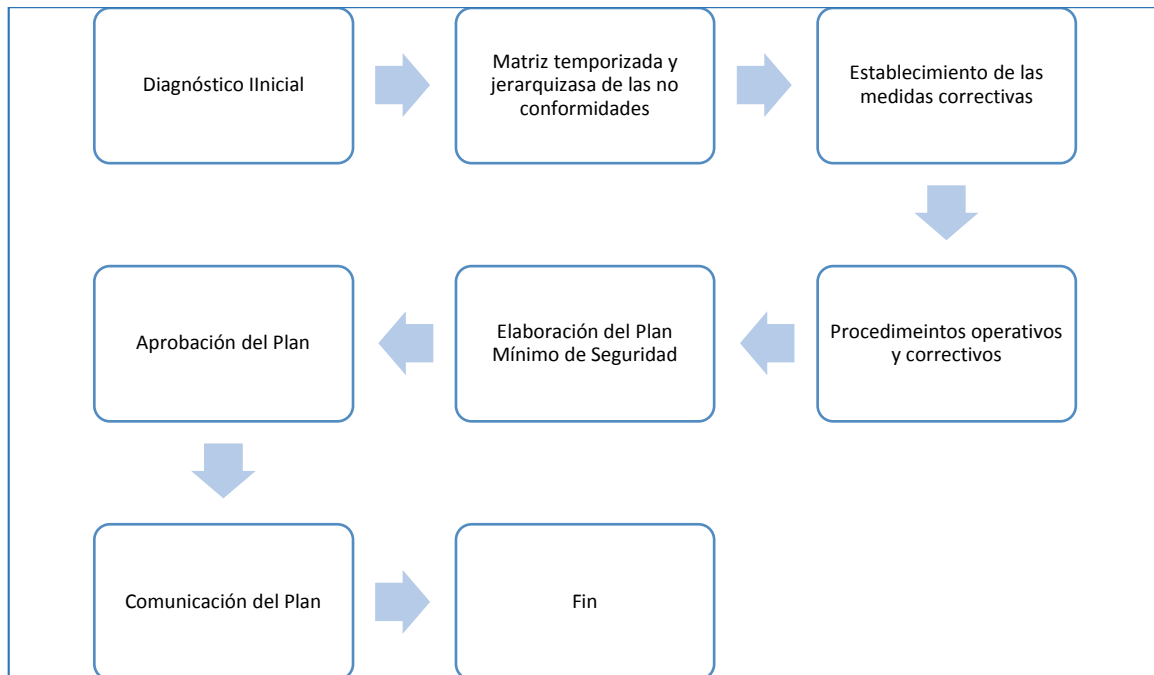 Diagnóstico IInicial
Matriz temporizada y
jerarquizasa de las no
conformidades
Establecimiento de las
medidas correctivas
Procedimeintos operativos
y correctivos
Elaboración del Plan
Mínimo de Seguridad
Aprobación del Plan
Comunicación del Plan
Fin